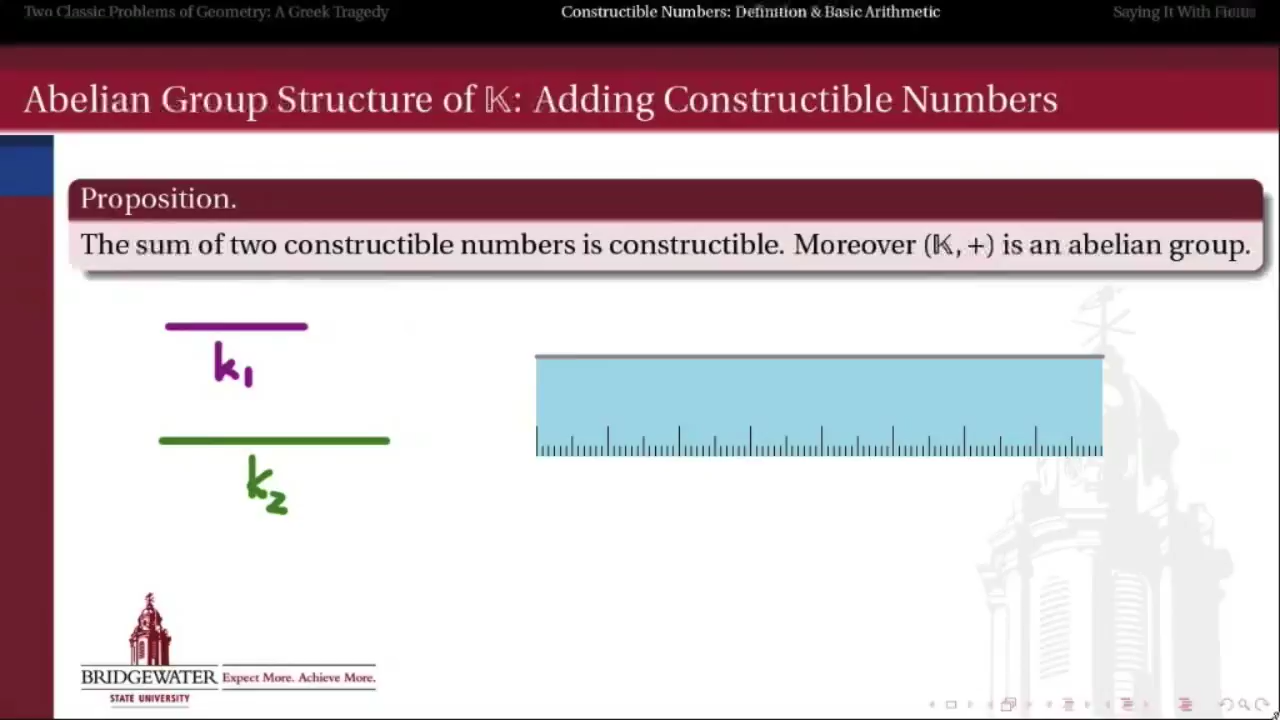 Two Classic Problems of Geometry: A Greek Tragedy Constructible Numbers: Definition & Basic Arithmetic Saying It With Fields
Abelian Group Structure of 𝕂: Adding Constructible Numbers
Proposition.
The sum of two constructible numbers is constructible. Moreover (𝕂, +) is an abelian group.
k₁
k₂
BRIDGEWATER Expect More. Achieve More.
STATE UNIVERSITY